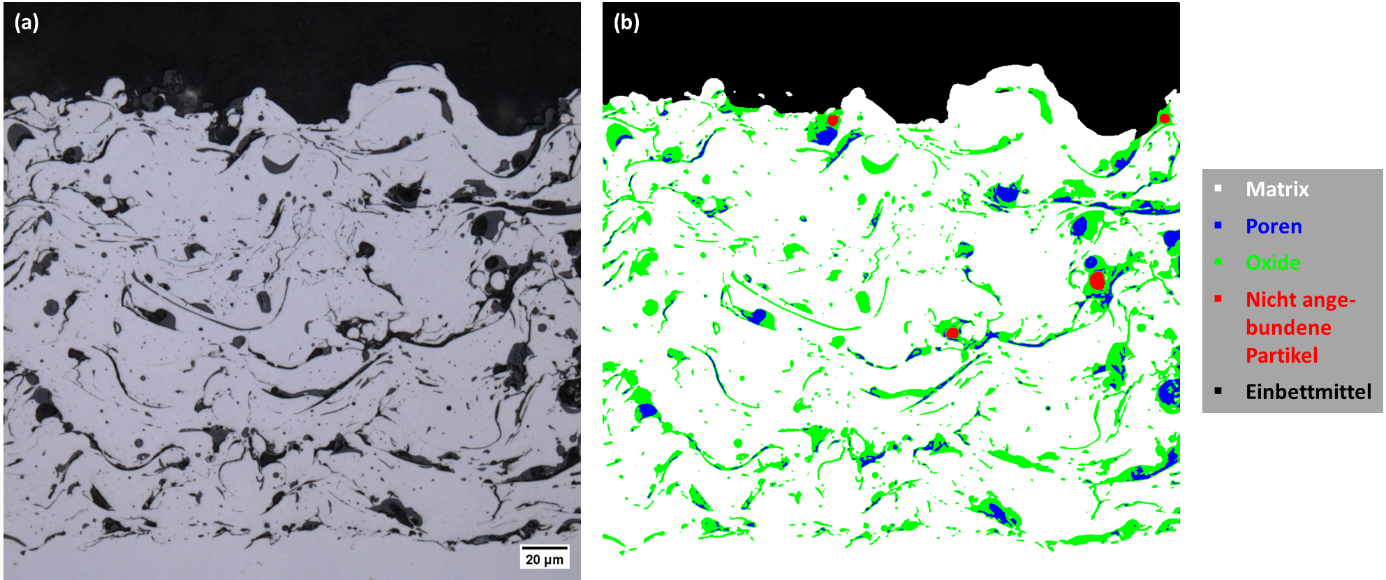 (a)
20 µm
(b)
Matrix
Poren
Oxide
Nicht ange-
bundene
Partikel
Einbettmittel